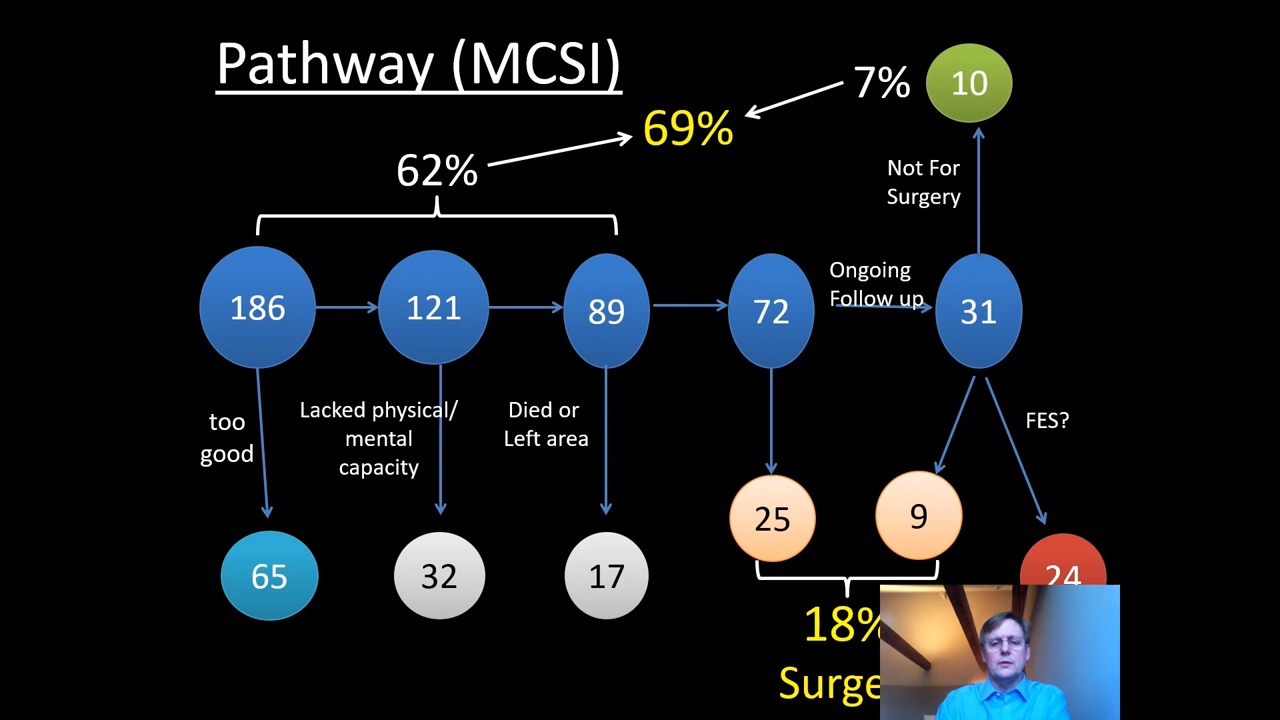 Pathway (MCSI)
7%
10
69%
62%
Not For
Surgery
186
121
89
72
Ongoing
Follow up
31
too
good
Lacked physical/
mental
capacity
Died or
Left area
FES?
65
32
17
25
9
24
18%